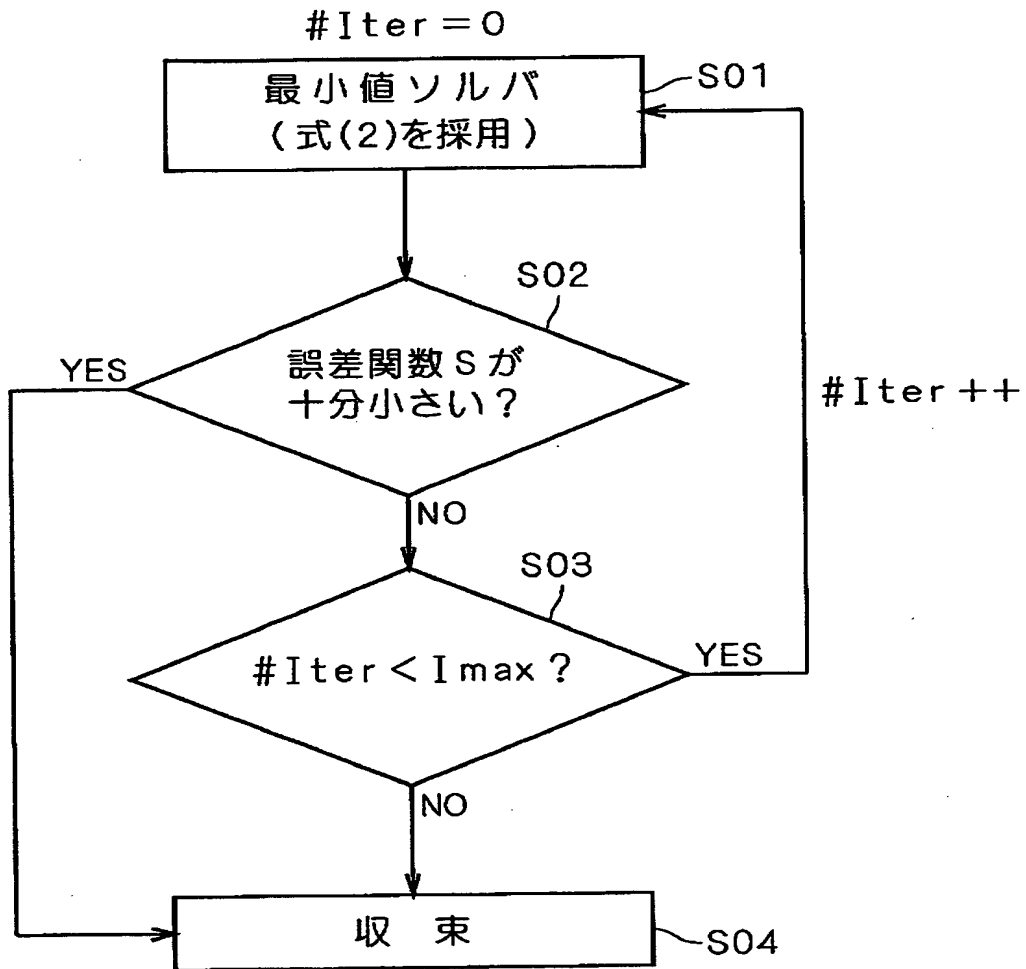 #Iter=0
最小値ソルバ
(式(2)を採用)
S01
S02
誤差関数Sが
十分小さい?
YES
#Iter++
NO
S03
#Iter<Imax?
YES
NO
収 束
S04